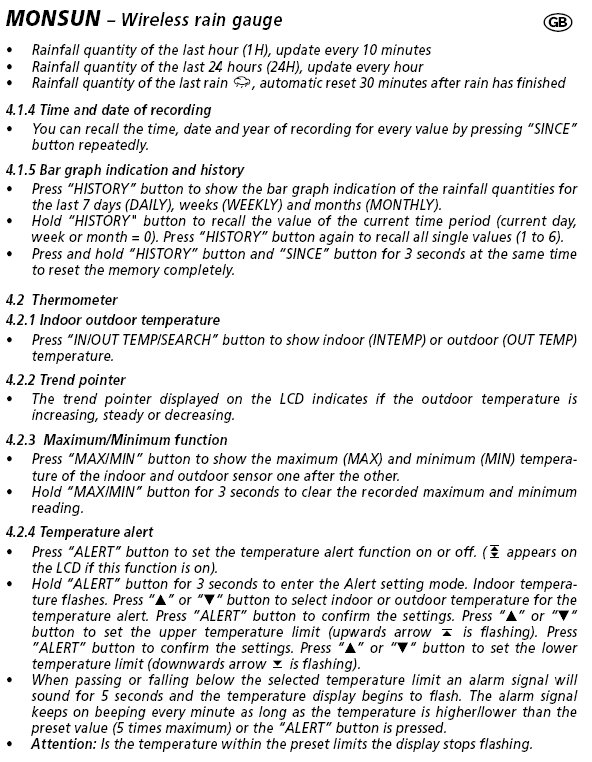 MONSUN – Wireless rain gauge GB
• Rainfall quantity of the last hour (1H), update every 10 minutes
• Rainfall quantity of the last 24 hours (24H), update every hour
• Rainfall quantity of the last rain , automatic reset 30 minutes after rain has finished
4.1.4 Time and date of recording
• You can recall the time, date and year of recording for every value by pressing “SINCE”
button repeatedly.
4.1.5 Bar graph indication and history
• Press “HISTORY” button to show the bar graph indication of the rainfall quantities for
the last 7 days (DAILY), weeks (WEEKLY) and months (MONTHLY).
• Hold “HISTORY" button to recall the value of the current time period (current day,
week or month = 0). Press “HISTORY” button again to recall all single values (1 to 6).
• Press and hold “HISTORY” button and “SINCE” button for 3 seconds at the same time
to reset the memory completely.
4.2 Thermometer
4.2.1 Indoor outdoor temperature
• Press “IN/OUT TEMP/SEARCH” button to show indoor (INTEMP) or outdoor (OUT TEMP)
temperature.
4.2.2 Trend pointer
• The trend pointer displayed on the LCD indicates if the outdoor temperature is
increasing, steady or decreasing.
4.2.3 Maximum/Minimum function
• Press “MAX/MIN” button to show the maximum (MAX) and minimum (MIN) tempera-
ture of the indoor and outdoor sensor one after the other.
• Hold “MAX/MIN” button for 3 seconds to clear the recorded maximum and minimum
reading.
4.2.4 Temperature alert
• Press “ALERT” button to set the temperature alert function on or off. ( appears on
the LCD if this function is on).
• Hold “ALERT” button for 3 seconds to enter the Alert setting mode. Indoor tempera-
ture flashes. Press “▲” or “▼“ button to select indoor or outdoor temperature for the
temperature alert. Press “ALERT” button to confirm the settings. Press “▲” or “▼“
button to set the upper temperature limit (upwards arrow is flashing). Press
“ALERT” button to confirm the settings. Press “▲” or “▼“ button to set the lower
temperature limit (downwards arrow is flashing).
• When passing or falling below the selected temperature limit an alarm signal will
sound for 5 seconds and the temperature display begins to flash. The alarm signal
keeps on beeping every minute as long as the temperature is higher/lower than the
preset value (5 times maximum) or the “ALERT” button is pressed.
• Attention: Is the temperature within the preset limits the display stops flashing.